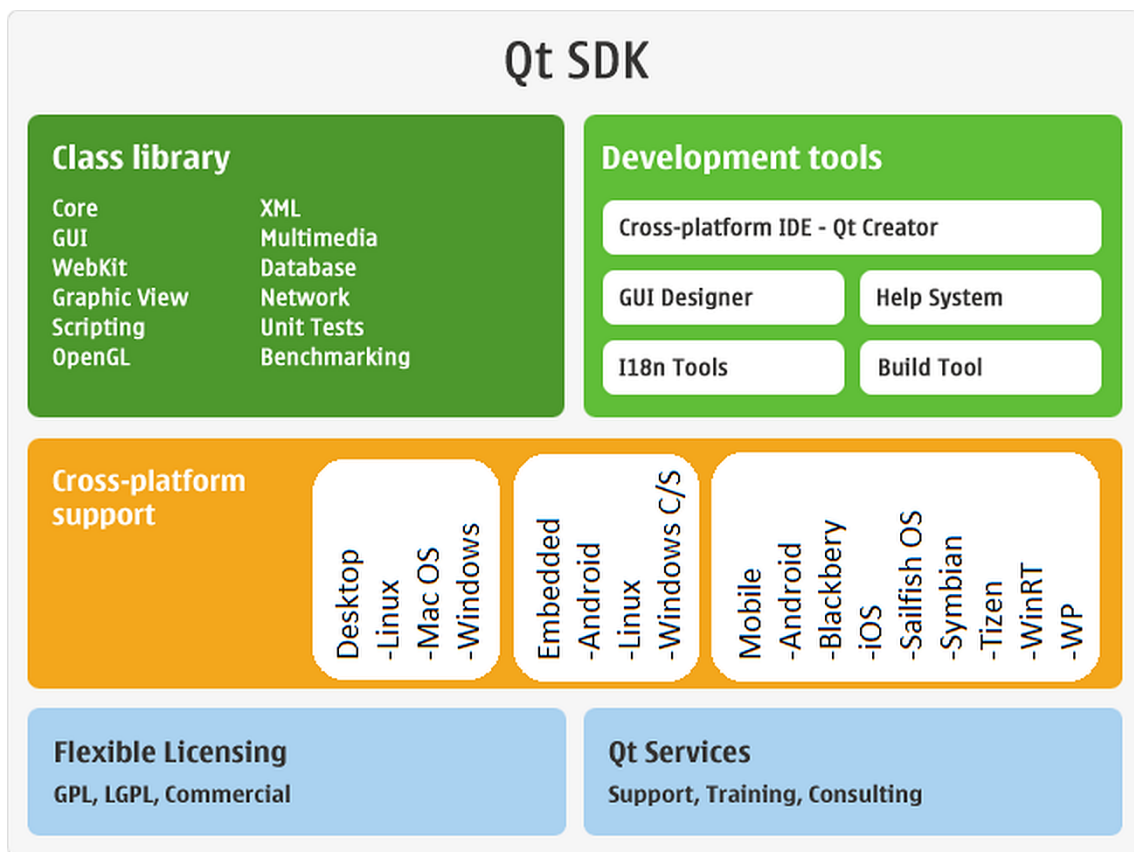 Qt SDK
Class library
Core
GUI
WebKit
Graphic View
Scripting
OpenGL
XML
Multimedia
Database
Network
Unit Tests
Benchmarking
Development tools
Cross-platform IDE - Qt Creator
GUI Designer
Help System
I18n Tools
Build Tool
Cross-platform
support
Desktop
-Linux
-Mac OS
-Windows
Embedded
-Android
-Linux
-Windows C/S
Mobile
-Android
-Blackbery
-iOS
-Sailfish OS
-Symbian
-Tizen
-WinRT
-WP
Flexible Licensing
GPL, LGPL, Commercial
Qt Services
Support, Training, Consulting